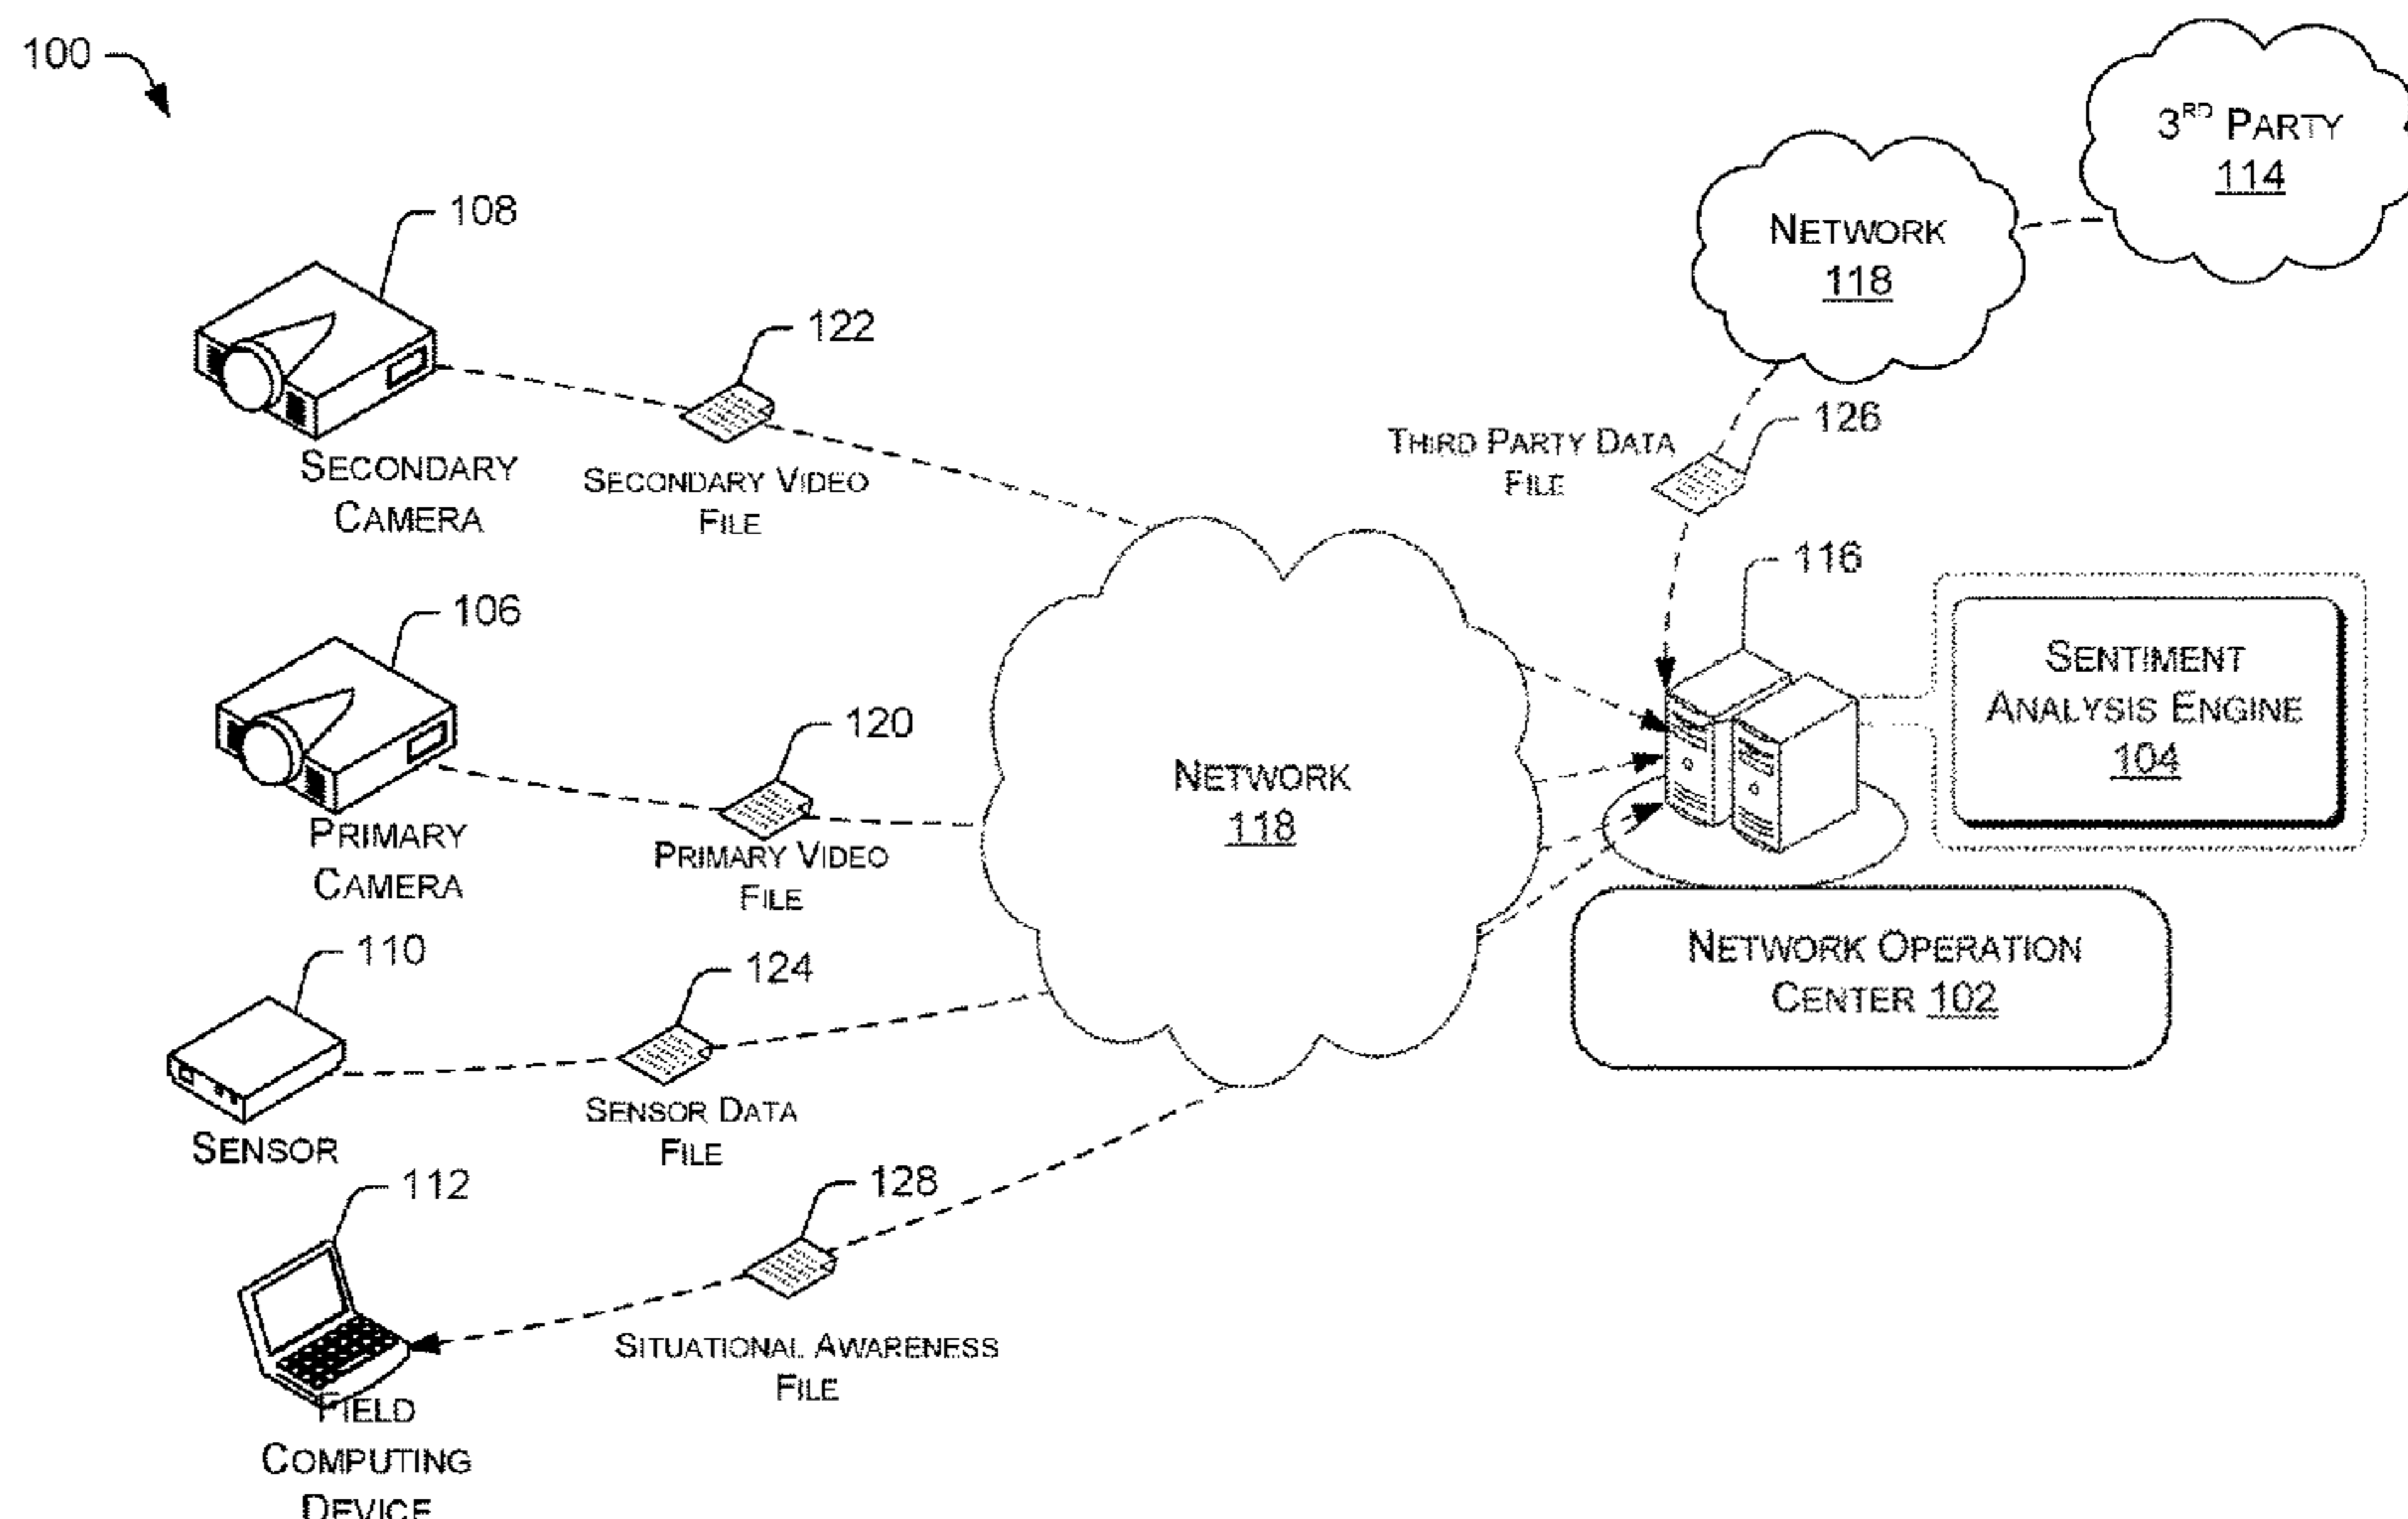 100
3RD PARTY
114
NETWORK
118
108
122
SECONDARY
CAMERA
SECONDARY VIDEO
FILE
THIRD PARTY DATA
FILE
126
116
106
120
PRIMARY
CAMERA
PRIMARY VIDEO
FILE
NETWORK
118
SENTIMENT
ANALYSIS ENGINE
104
NETWORK OPERATION
CENTER 102
110
124
SENSOR
SENSOR DATA
FILE
112
128
FIELD
COMPUTING
DEVICE
SITUATIONAL AWARENESS
FILE